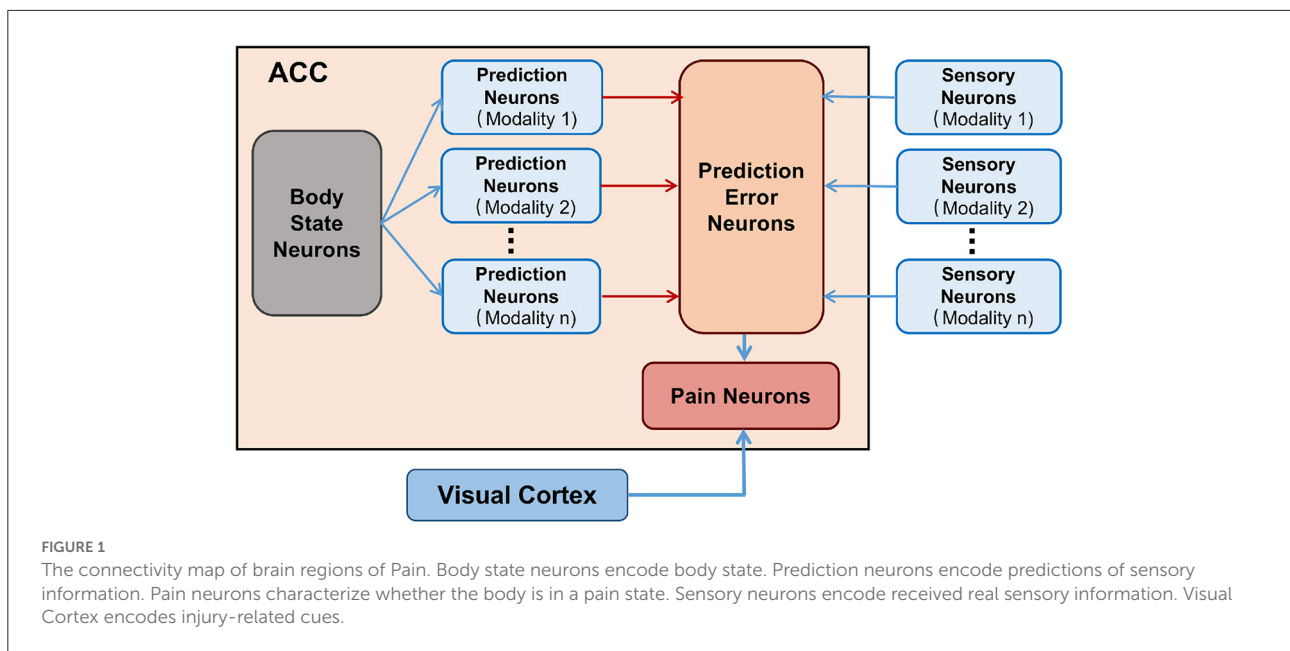 ACC
Body
State
Neurons
Prediction
Neurons
(Modality 1)
Prediction
Neurons
(Modality 2)
Prediction
Neurons
(Modality n)
Prediction
Error
Neurons
Sensory
Neurons
(Modality 1)
Sensory
Neurons
(Modality 2)
Sensory
Neurons
(Modality n)
Pain Neurons
Visual Cortex
FIGURE 1
The connectivity map of brain regions of Pain. Body state neurons encode body state. Prediction neurons encode predictions of sensory
information. Pain neurons characterize whether the body is in a pain state. Sensory neurons encode received real sensory information. Visual
Cortex encodes injury-related cues.